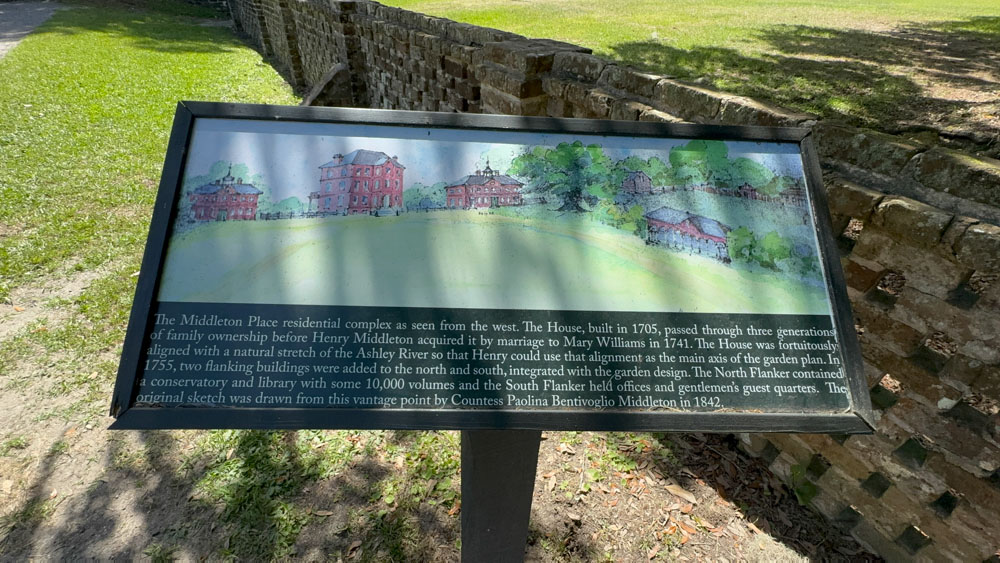 The Middleton Place residential complex as seen from the west. The House, built in 1705, passed through three generations
of family ownership before Henry Middleton acquired it by marriage to Mary Williams in 1741. The House was fortuitously
aligned with a natural stretch of the Ashley River so that Henry could use that alignment as the main axis of the garden plan. In
1755, two flanking buildings were added to the north and south, integrated with the garden design. The North Flanker contained
a conservatory and library with some 10,000 volumes and the South Flanker held offices and gentlemen's guest quarters. The
original sketch was drawn from this vantage point by Countess Paolina Bentivoglio Middleton in 1842.